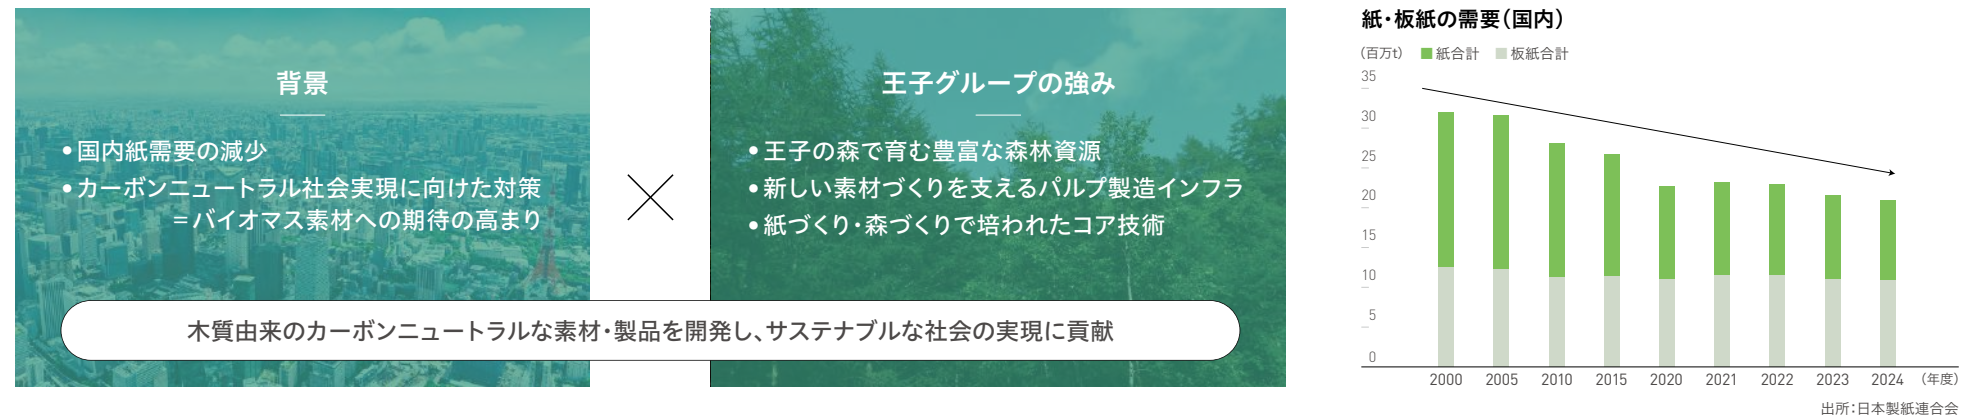 背景
•国内紙需要の減少
•カーボンニュートラル社会実現に向けた対策
=バイオマス素材への期待の高まり
×
王子グループの強み
•王子の森で育む豊富な森林資源
•新しい素材づくりを支えるパルプ製造インフラ
•紙づくり・森づくりで培われたコア技術
木質由来のカーボンニュートラルな素材・製品を開発し、サステナブルな社会の実現に貢献
紙・板紙の需要（国内）
（百万t） 紙合計 板紙合計
35
30
25
20
15
10
5
0
2000 2005 2010 2015 2020 2021 2022 2023 2024 （年度）
出所：日本製紙連合会